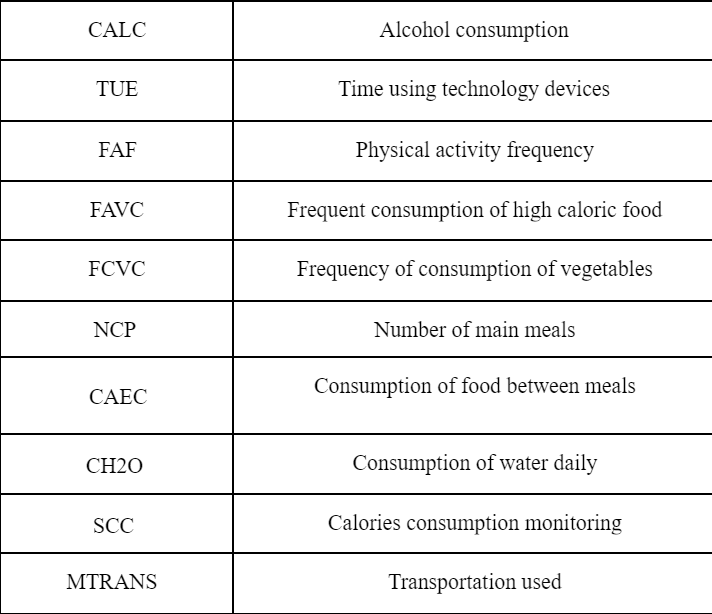 CALC Alcohol consumption
TUE Time using technology devices
FAF Physical activity frequency
FAVC Frequent consumption of high caloric food
FCVC Frequency of consumption of vegetables
NCP Number of main meals
CAEC Consumption of food between meals
CH2O Consumption of water daily
SCC Calories consumption monitoring
MTRANS Transportation used